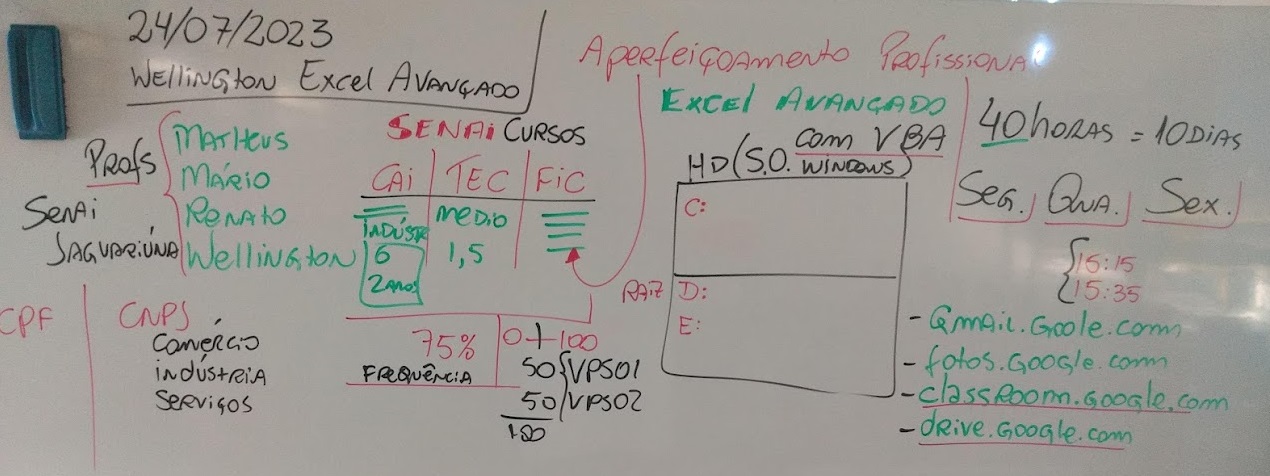 24/07/2023
Wellington Excel Avançado
Profs
Matheus
Mário
Renato
Wellington
Senai
Jaguariúna
SENAi CURSOS
CAi | TEC | FiC
INDÚST
MEDIO
6
2 anos
1,5
Aperfeiçoamento Profissional
EXCEL AVANÇADO
com VBA
HD (S.O. WINDOWS)
C:
RAIZ D:
E:
40 horas = 10 DIAS
Seg. Qua. Sex.
15:15
15:35
- Gmail.Goole.com
- fotos.Google.com
- classroom.google.com
- drive.Google.com
CPF
CNPJ
Comércio
indústria
Serviços
75%
FREQUÊNCIA
0 + 100
50 VPS01
50 VPS02
100